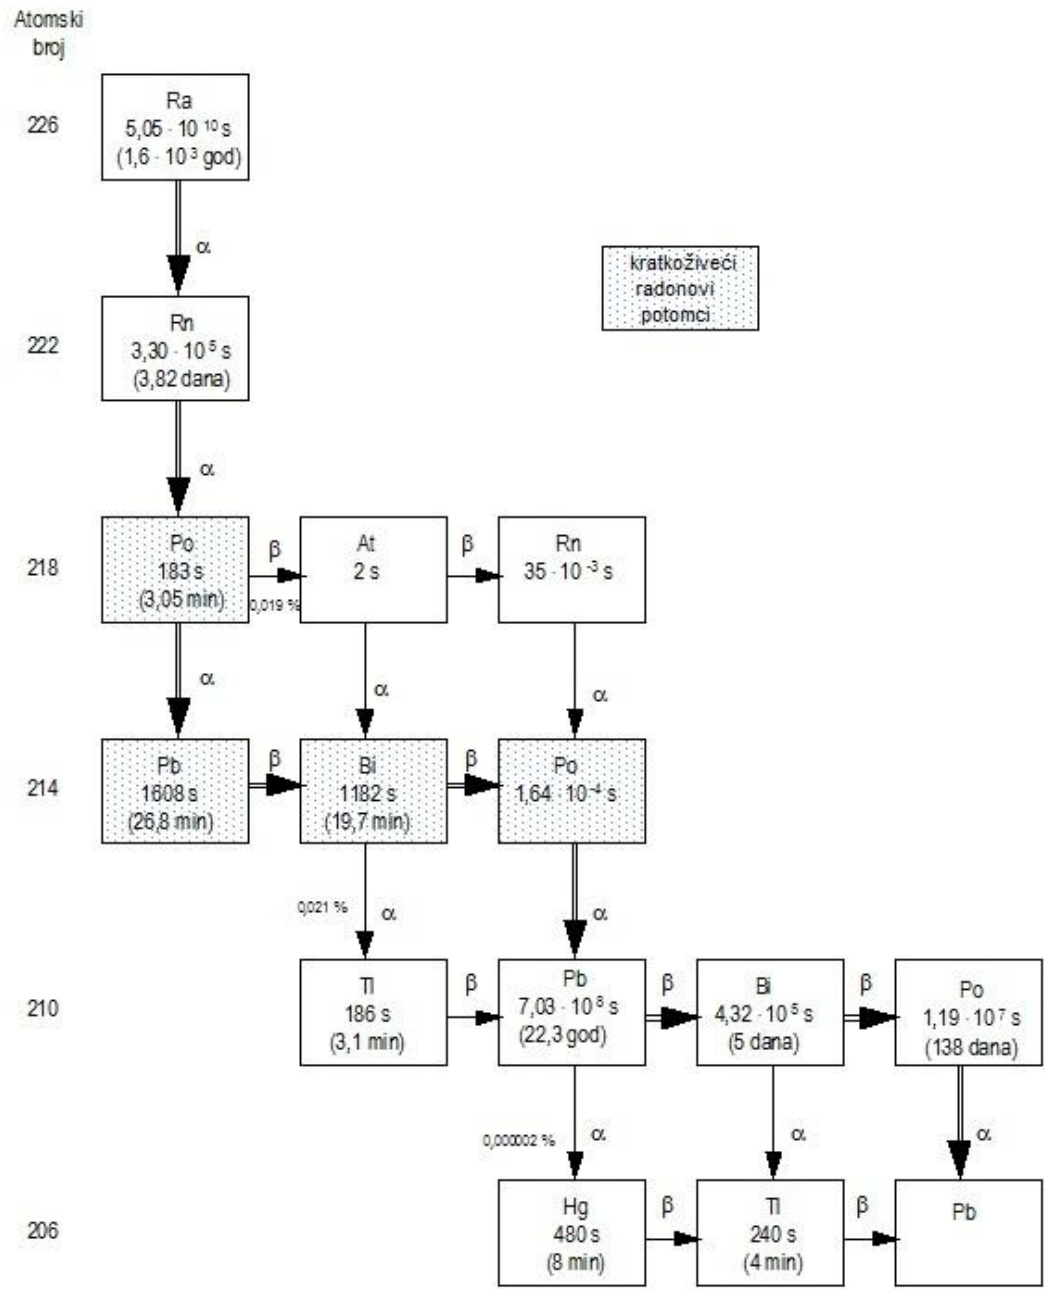 Atomski
broj
226
Ra
5,05 · 10 ¹⁰ s
(1,6 · 10 ³ god)
α
kratkoživeći
radonovi
potomci
222
Rn
3,30 · 10 ⁵ s
(3,82 dana)
α
218
Po
183 s
(3,05 min)
β
0,019 %
At
2 s
β
Rn
35 · 10 ⁻³ s
α
α
α
214
Pb
1608 s
(26,8 min)
β
Bi
1182 s
(19,7 min)
β
Po
1,64 · 10⁻⁴ s
0,021 %
α
α
210
Tl
186 s
(3,1 min)
β
Pb
7,03 · 10 ⁸ s
(22,3 god)
β
Bi
4,32 · 10 ⁵ s
(5 dana)
β
Po
1,19 · 10⁷ s
(138 dana)
0,000002 %
α
α
α
206
Hg
480 s
(8 min)
β
Tl
240 s
(4 min)
β
Pb